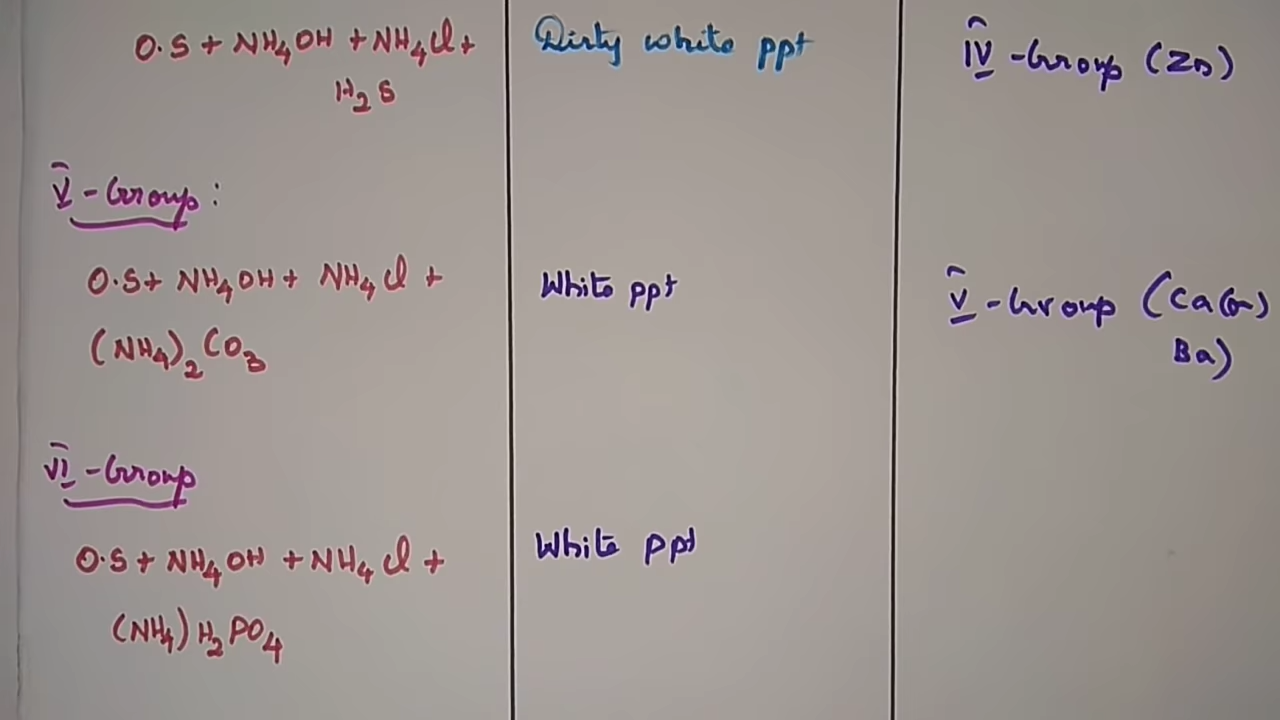 O.S + NH4OH + NH4Cl + Dirty white ppt IV - Group (Zn)
H2S
V - Group :
O.S + NH4OH + NH4Cl + White ppt V - Group (Ca (or)
(NH4)2CO3 Ba)
VI - Group
O.S + NH4OH + NH4Cl + White ppt
(NH4)H2PO4